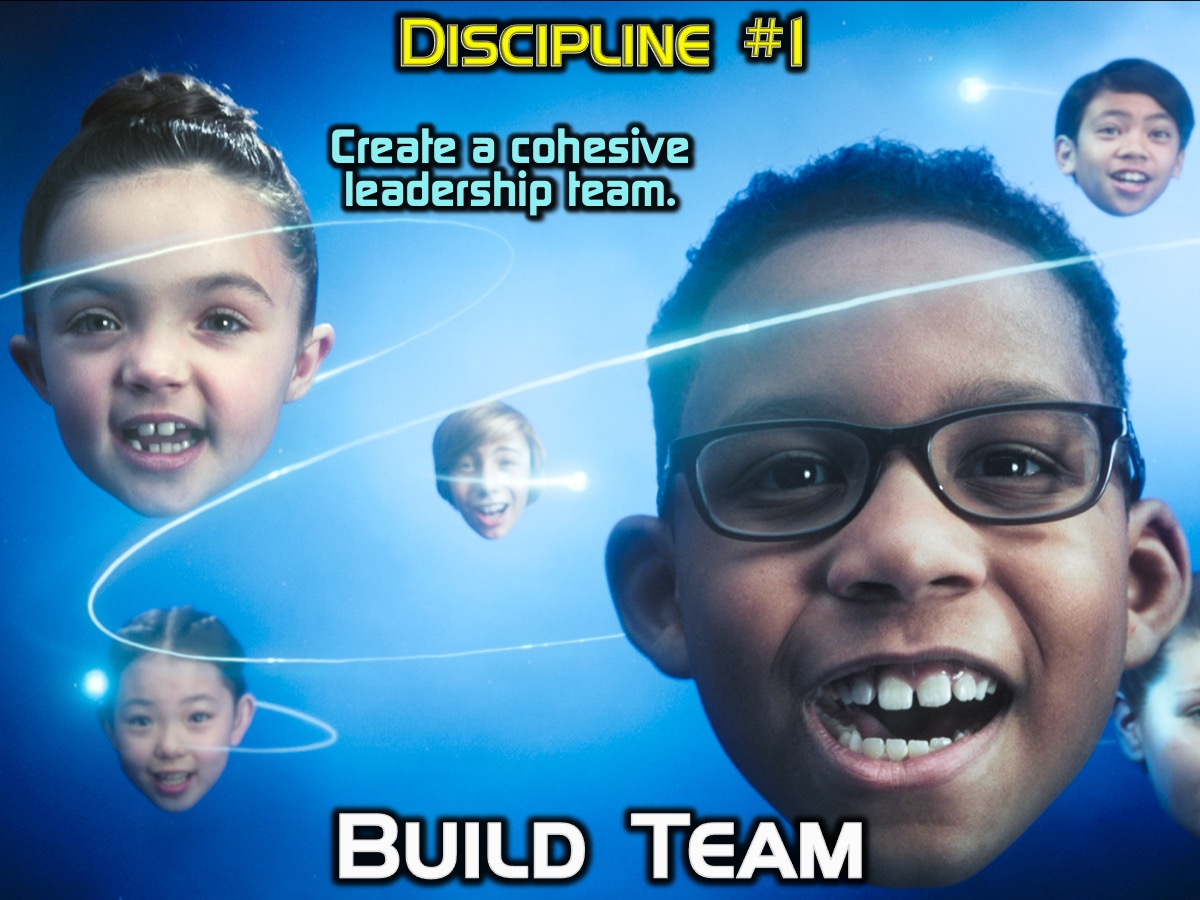 Discipline #1
Create a cohesive
leadership team.
Build Team